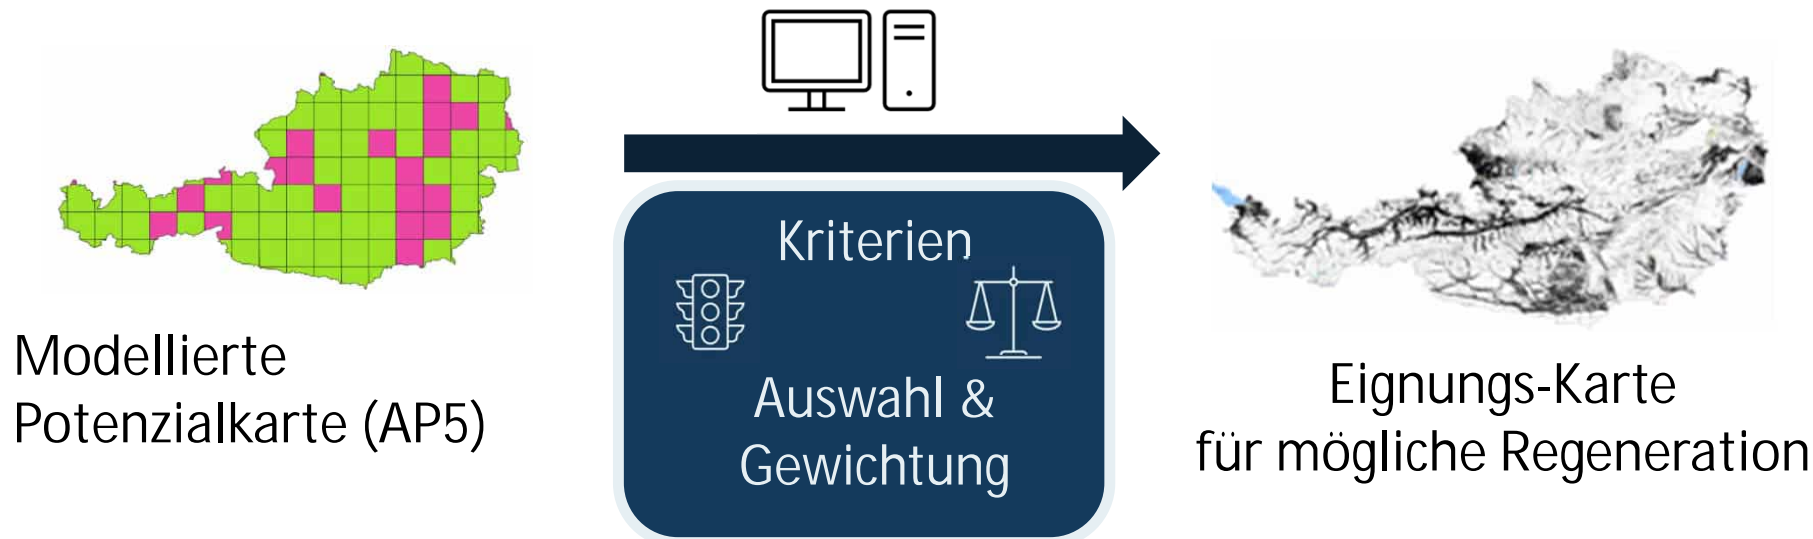 Modellierte
Potenzialkarte (AP5)
Kriterien
Auswahl &
Gewichtung
Eignungs-Karte
für mögliche Regeneration